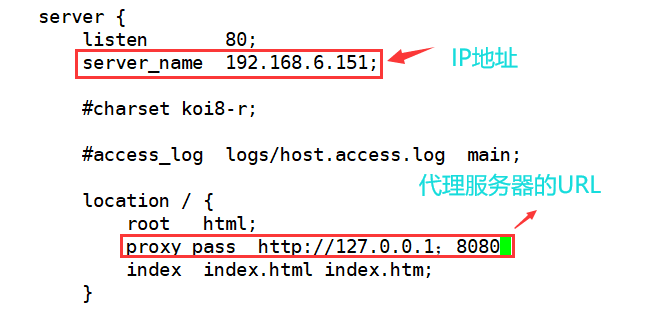 server {
listen 80;
server_name 192.168.6.151;
IP地址
#charset koi8-r;
#access_log logs/host.access.log main;
代理服务器的URL
location / {
root html;
proxy_pass http://127.0.0.1；8080
index index.html index.htm;
}